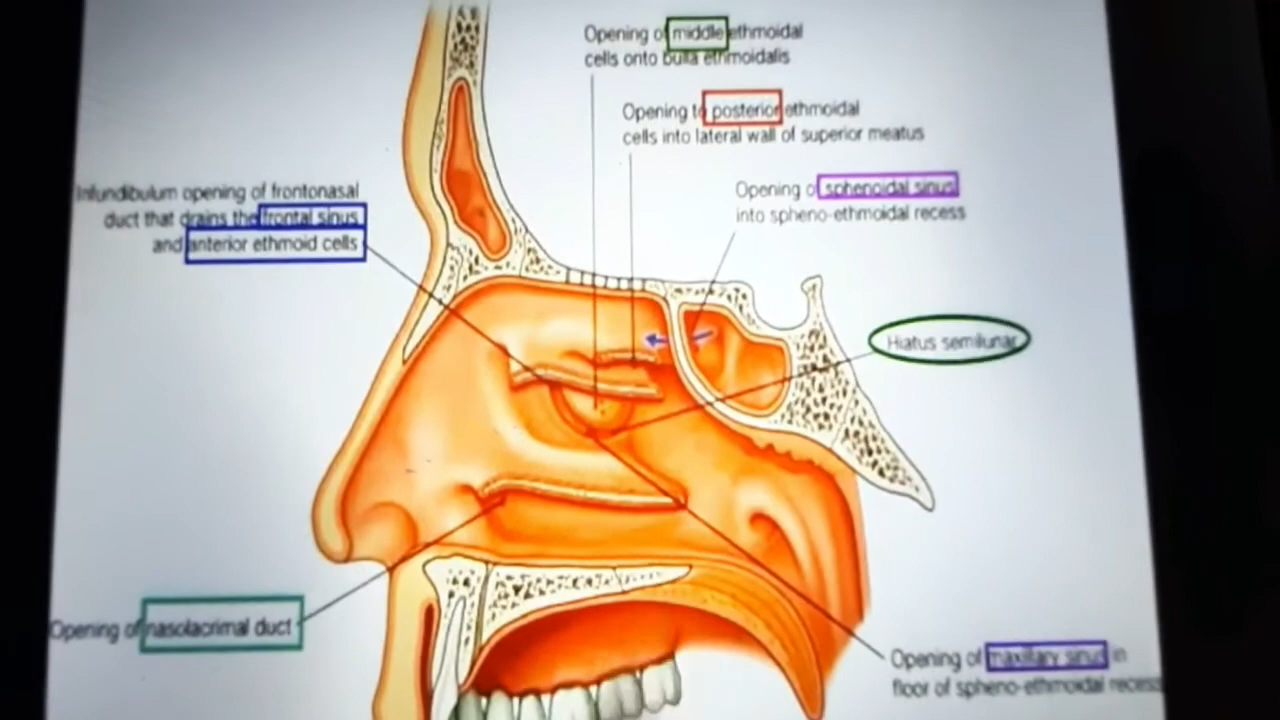 Opening of middle ethmoidal
cells onto bulla ethmoidalis
Opening to posterior ethmoidal
cells into lateral wall of superior meatus
Infundibulum opening of frontonasal
duct that drains the frontal sinus
and anterior ethmoid cells
Opening of sphenoidal sinus
into spheno-ethmoidal recess
Hiatus semilunar
Opening of nasolacrimal duct
Opening of maxillary sinus in
floor of spheno-ethmoidal recess